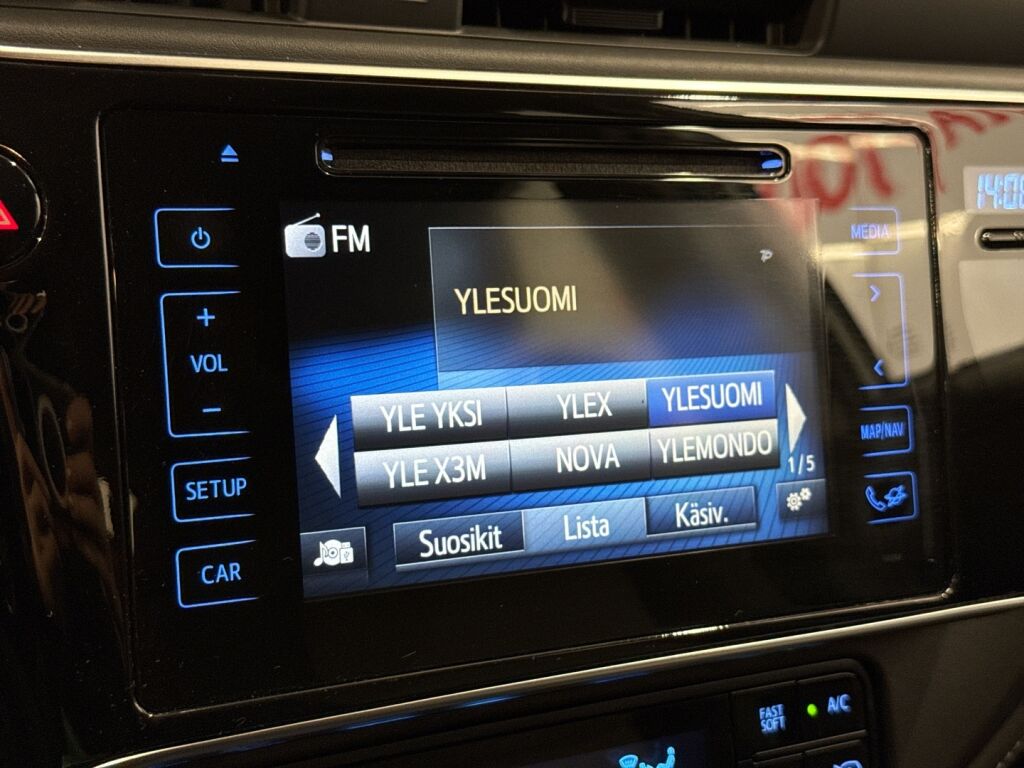 FM
MEDIA
YLESUOMI
VOL
YLE YKSI YLEX YLESUOMI
YLE X3M NOVA YLEMONDO
1/5
MAP/NAV
SETUP
Suosikit Lista Käsiv.
CAR
FAST
SOFT
A/C